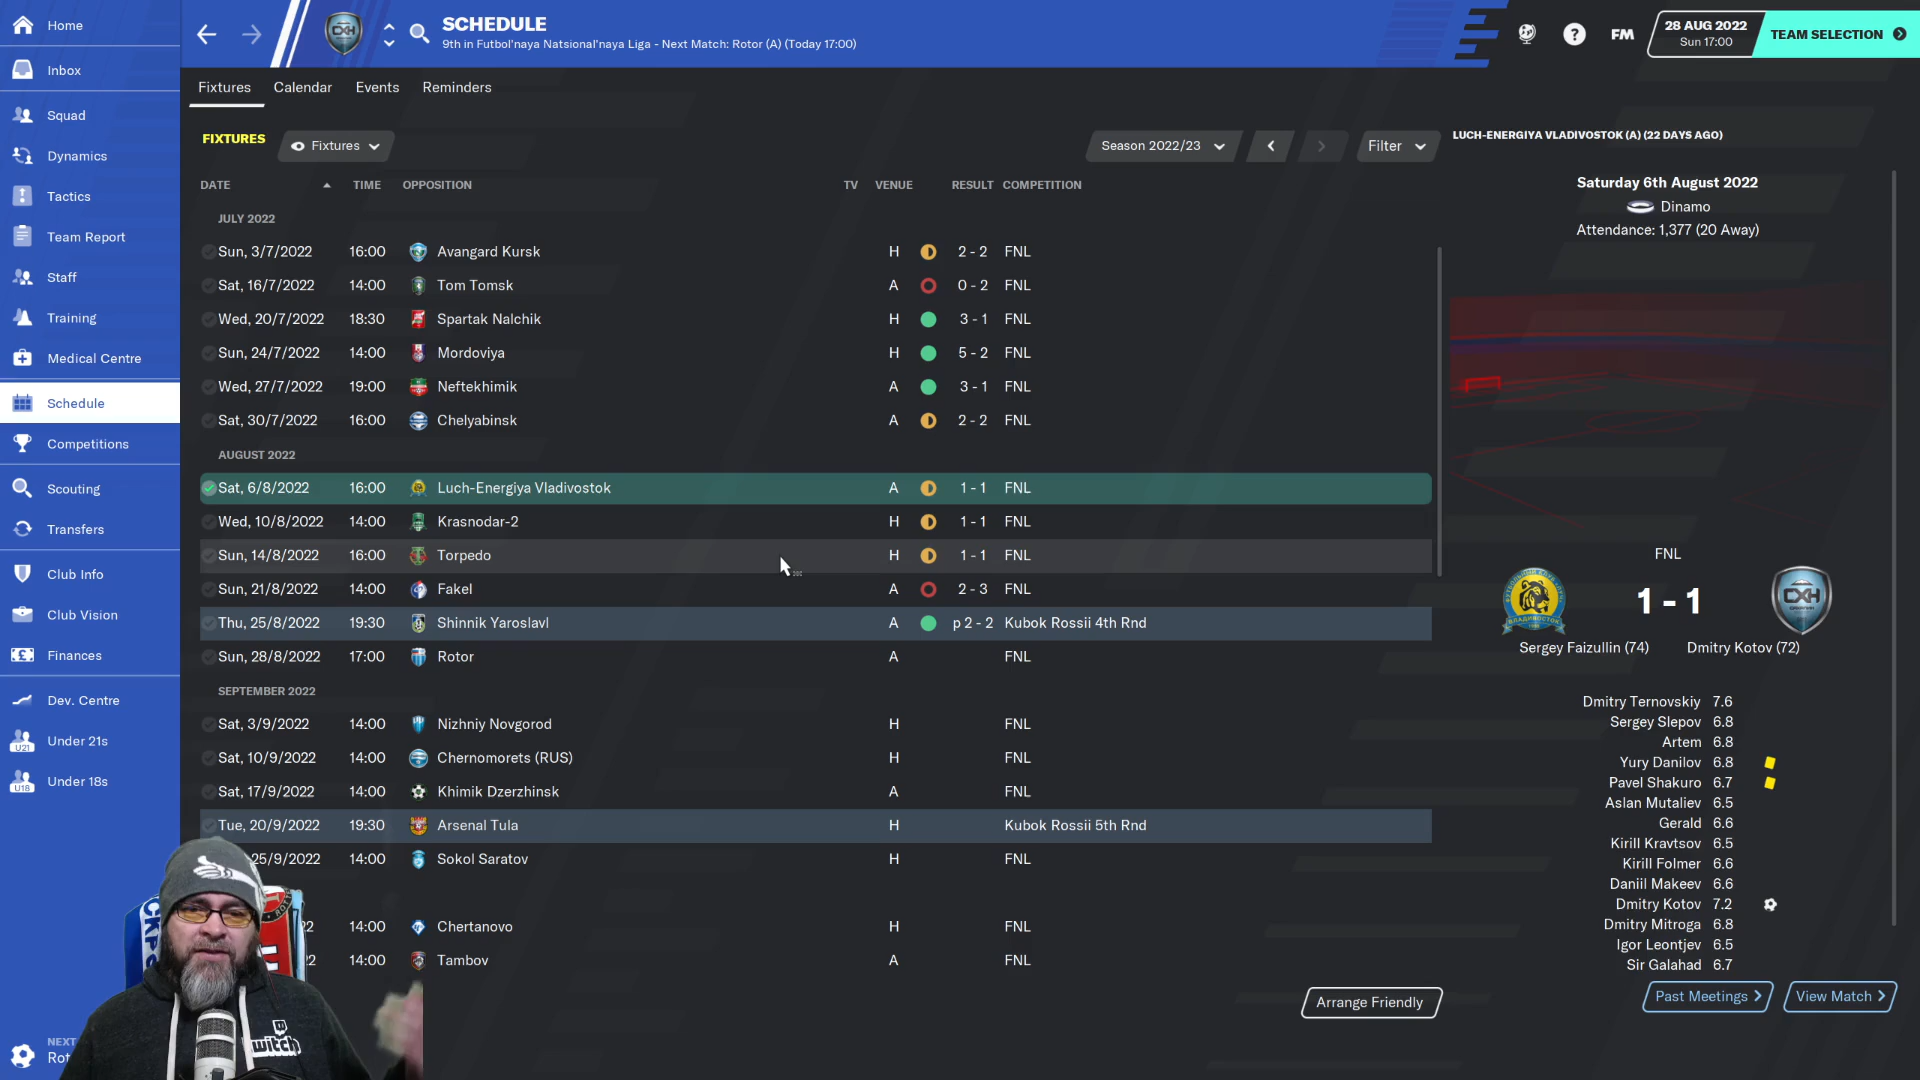 Home
SCHEDULE
9th in Futbol'naya Natsional'naya Liga - Next Match: Rotor (A) (Today 17:00)
FM
28 AUG 2022
Sun 17:00
TEAM SELECTION
Inbox
Squad
Dynamics
Tactics
Team Report
Staff
Training
Medical Centre
Schedule
Competitions
Scouting
Transfers
Club Info
Club Vision
Finances
Dev. Centre
U21 Under 21s
U18 Under 18s
NEXT
Rot
Fixtures Calendar Events Reminders
FIXTURES Fixtures Season 2022/23 Filter
DATE TIME OPPOSITION TV VENUE RESULT COMPETITION
JULY 2022
Sun, 3/7/2022 16:00 Avangard Kursk H 2 - 2 FNL
Sat, 16/7/2022 14:00 Tom Tomsk A 0 - 2 FNL
Wed, 20/7/2022 18:30 Spartak Nalchik H 3 - 1 FNL
Sun, 24/7/2022 14:00 Mordoviya H 5 - 2 FNL
Wed, 27/7/2022 19:00 Neftekhimik A 3 - 1 FNL
Sat, 30/7/2022 16:00 Chelyabinsk A 2 - 2 FNL
AUGUST 2022
Sat, 6/8/2022 16:00 Luch-Energiya Vladivostok A 1 - 1 FNL
Wed, 10/8/2022 14:00 Krasnodar-2 H 1 - 1 FNL
Sun, 14/8/2022 16:00 Torpedo H 1 - 1 FNL
Sun, 21/8/2022 14:00 Fakel A 2 - 3 FNL
Thu, 25/8/2022 19:30 Shinnik Yaroslavl A p 2 - 2 Kubok Rossii 4th Rnd
Sun, 28/8/2022 17:00 Rotor A FNL
SEPTEMBER 2022
Sat, 3/9/2022 14:00 Nizhniy Novgorod H FNL
Sat, 10/9/2022 14:00 Chernomorets (RUS) H FNL
Sat, 17/9/2022 14:00 Khimik Dzerzhinsk A FNL
Tue, 20/9/2022 19:30 Arsenal Tula H Kubok Rossii 5th Rnd
25/9/2022 14:00 Sokol Saratov H FNL
22 14:00 Chertanovo H FNL
22 14:00 Tambov A FNL
Arrange Friendly
LUCH-ENERGIYA VLADIVOSTOK (A) (22 DAYS AGO)
Saturday 6th August 2022
Dinamo
Attendance: 1,377 (20 Away)
FNL
1 - 1
CXH
Sergey Faizullin (74) Dmitry Kotov (72)
Dmitry Ternovskiy 7.6
Sergey Slepov 6.8
Artem 6.8
Yury Danilov 6.8
Pavel Shakuro 6.7
Aslan Mutaliev 6.5
Gerald 6.6
Kirill Kravtsov 6.5
Kirill Folmer 6.6
Daniil Makeev 6.6
Dmitry Kotov 7.2
Dmitry Mitroga 6.8
Igor Leontjev 6.5
Sir Galahad 6.7
Past Meetings View Match
twitch